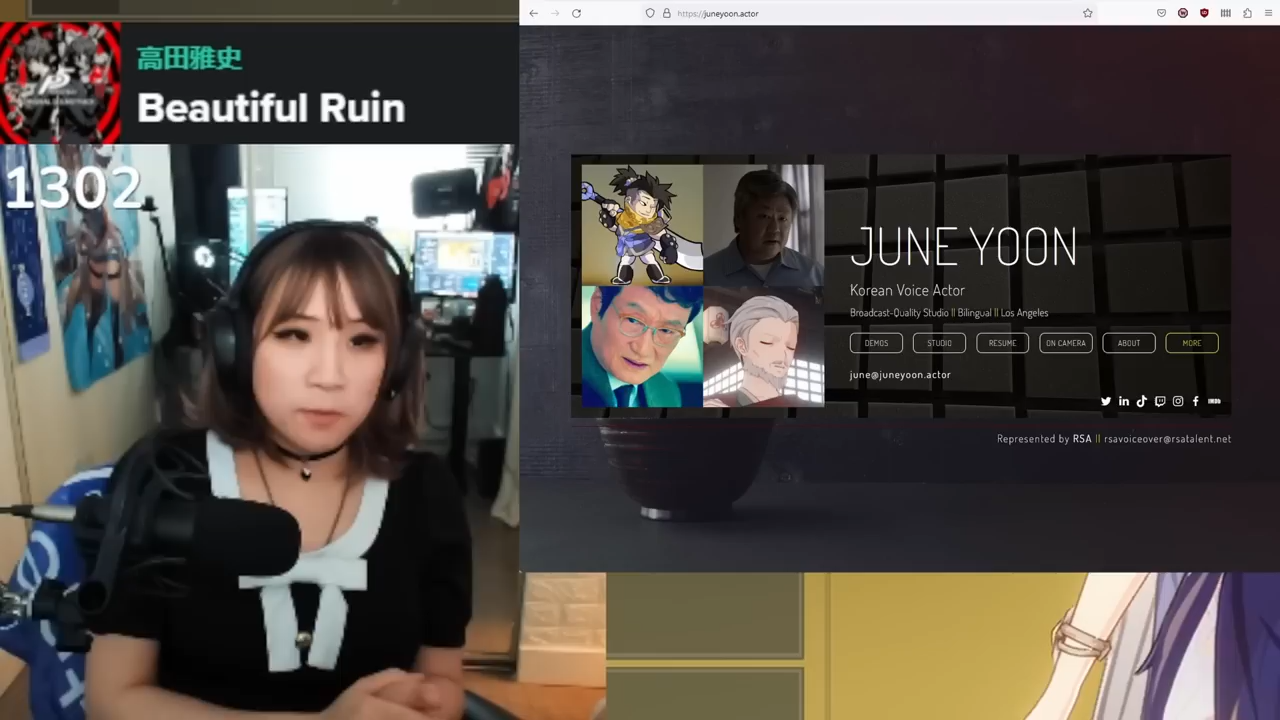 高田雅史
Beautiful Ruin
1302
https://juneyoon.actor
JUNE YOON
Korean Voice Actor
Broadcast-Quality Studio || Bilingual || Los Angeles
DEMOS
STUDIO
RESUME
ON CAMERA
ABOUT
MORE
june@juneyoon.actor
IMDb
Represented by RSA || rsavoiceover@rsatalent.net